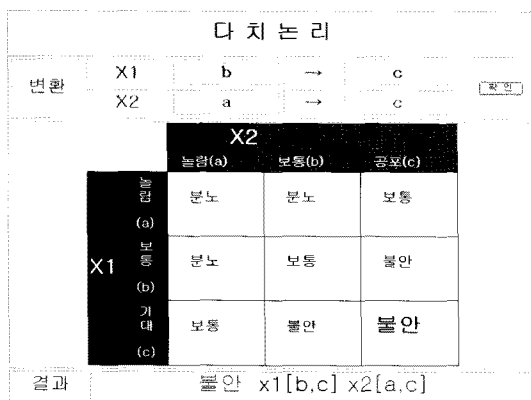 다 치 논 리
변환 X1 b → c
X2 a → c
확 인
X2
놀람(a) 보통(b) 공포(c)
X1
놀람 (a) 분노 분노 보통
보통 (b) 분노 보통 불안
기대 (c) 보통 불안 불안
결과 불안 x1[b,c] x2[a,c]